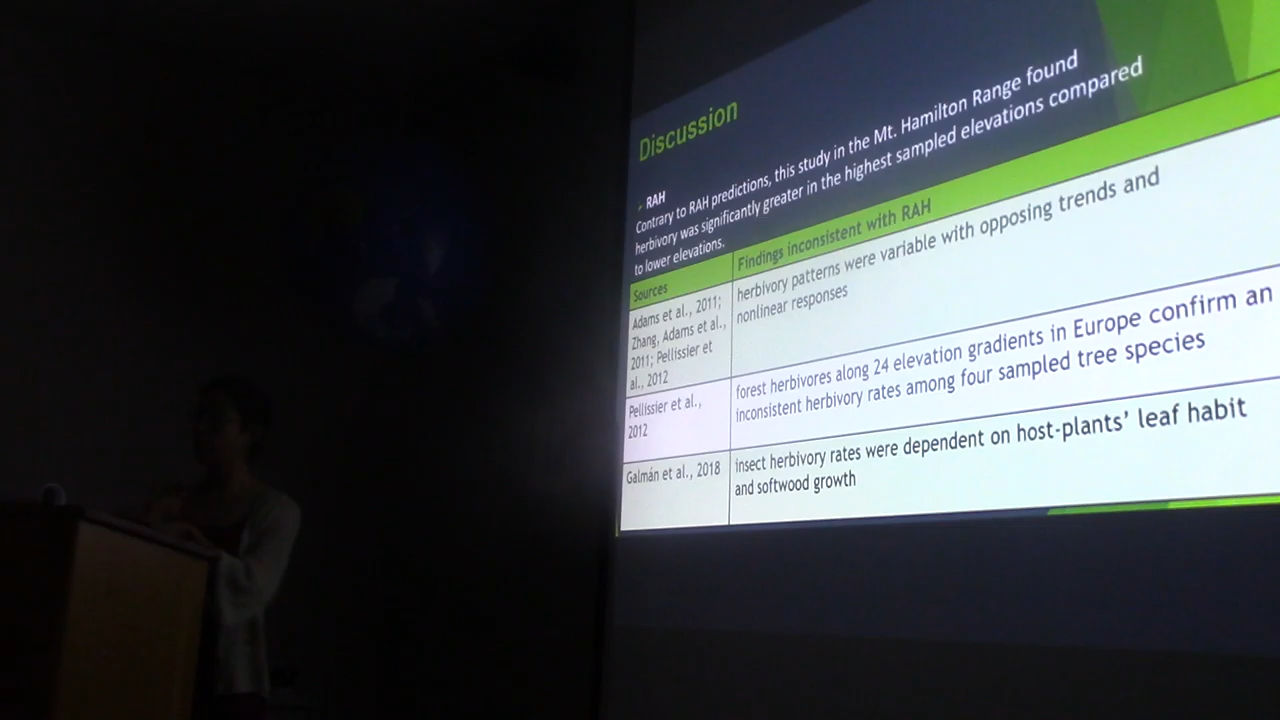 Discussion
RAH
Contrary to RAH predictions, this study in the Mt. Hamilton Range found
herbivory was significantly greater in the highest sampled elevations compared
to lower elevations.
Sources
Findings inconsistent with RAH
Adams et al., 2011;
Zhang, Adams et al.,
2011; Pellissier et
al., 2012
herbivory patterns were variable with opposing trends and
nonlinear responses
Pellissier et al.,
2012
forest herbivores along 24 elevation gradients in Europe confirm an
inconsistent herbivory rates among four sampled tree species
Galmán et al., 2018
insect herbivory rates were dependent on host-plants’ leaf habit
and softwood growth